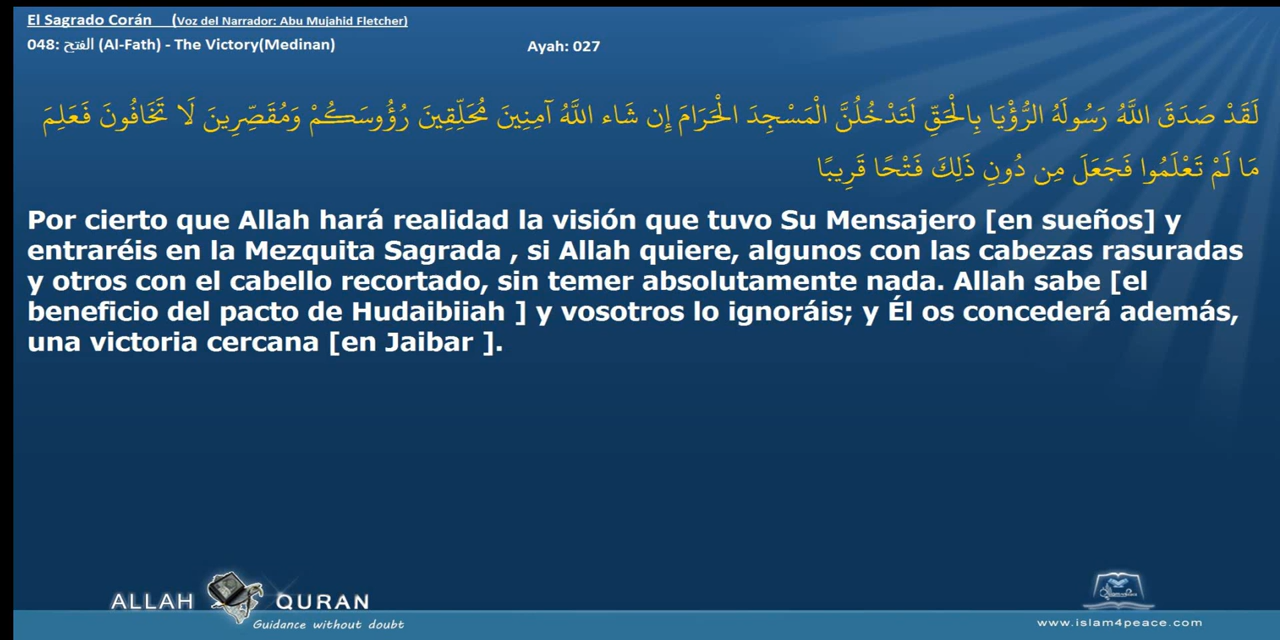 El Sagrado Corán (Voz del Narrador: Abu Mujahid Fletcher)
048: الفتح (Al-Fath) - The Victory(Medinan) Ayah: 027
لَقَدْ صَدَقَ اللَّهُ رَسُولَهُ الرُّؤْيَا بِالْحَقِّ لَتَدْخُلُنَّ الْمَسْجِدَ الْحَرَامَ إِن شَاء اللَّهُ آمِنِينَ مُحَلِّقِينَ رُؤُوسَكُمْ وَمُقَصِّرِينَ لَا تَخَافُونَ فَعَلِمَ
مَا لَمْ تَعْلَمُوا فَجَعَلَ مِن دُونِ ذَلِكَ فَتْحًا قَرِيبًا
Por cierto que Allah hará realidad la visión que tuvo Su Mensajero [en sueños] y
entraréis en la Mezquita Sagrada , si Allah quiere, algunos con las cabezas rasuradas
y otros con el cabello recortado, sin temer absolutamente nada. Allah sabe [el
beneficio del pacto de Hudaibiiah ] y vosotros lo ignoráis; y Él os concederá además,
una victoria cercana [en Jaibar ].
ALLAH QURAN
Guidance without doubt
www.islam4peace.com